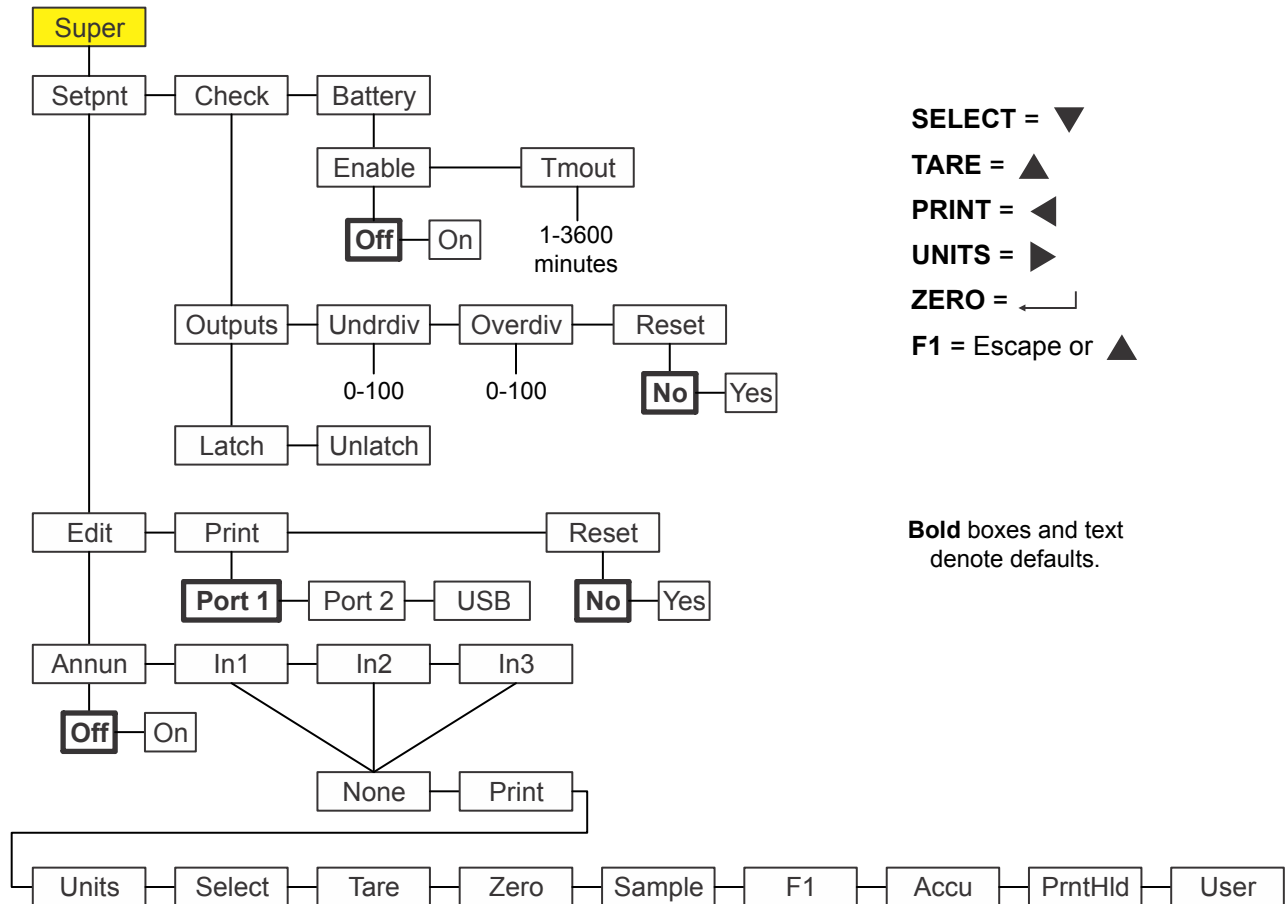 Super
Setpnt Check Battery
SELECT = ▼
Enable Tmout
TARE = ▲
PRINT = ◀
Off On 1-3600
minutes
UNITS = ▶
ZERO = ↵
Outputs Undrdiv Overdiv Reset
F1 = Escape or ▲
0-100 0-100 No Yes
Latch Unlatch
Edit Print Reset
Bold boxes and text
denote defaults.
Port 1 Port 2 USB No Yes
Annun In1 In2 In3
Off On
None Print
Units Select Tare Zero Sample F1 Accu PrntHld User